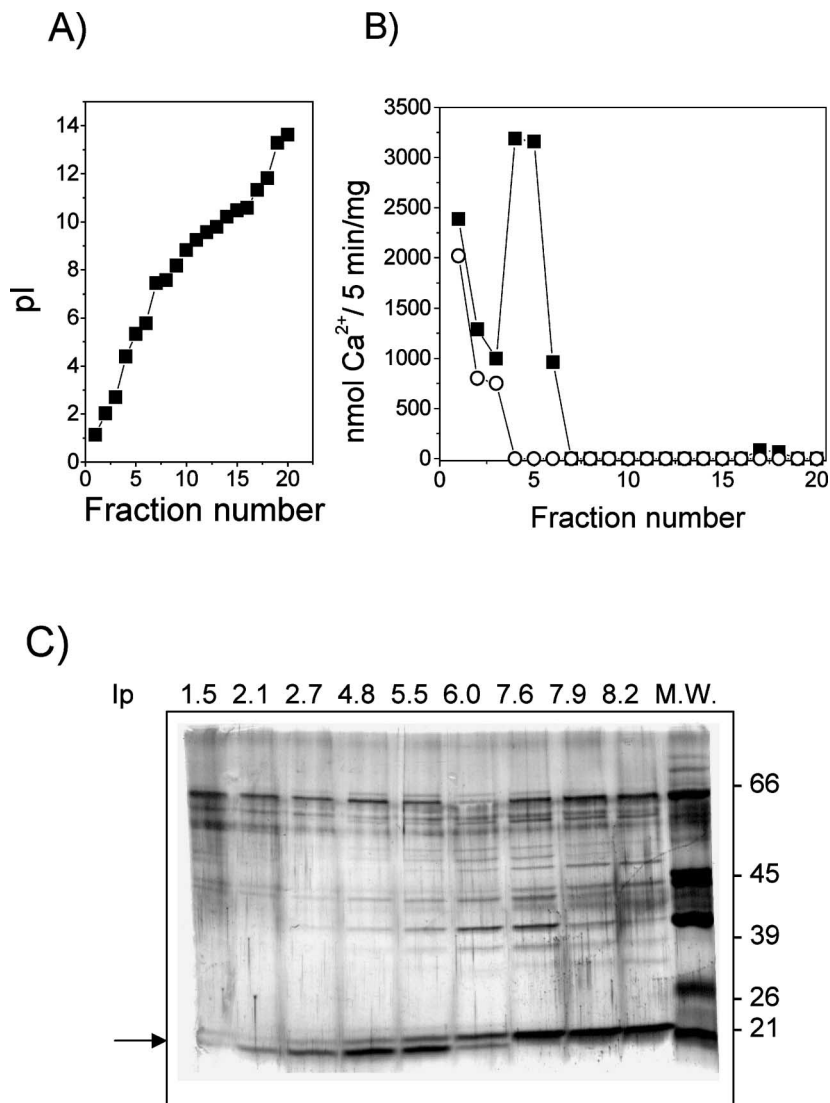 A)
B)
14
12
10
8
6
4
2
0
pI
0 5 10 15 20
Fraction number
3500
3000
2500
2000
1500
1000
500
0
nmol Ca²⁺/ 5 min/mg
0 5 10 15 20
Fraction number
C)
Ip 1.5 2.1 2.7 4.8 5.5 6.0 7.6 7.9 8.2 M.W.
66
45
39
26
21